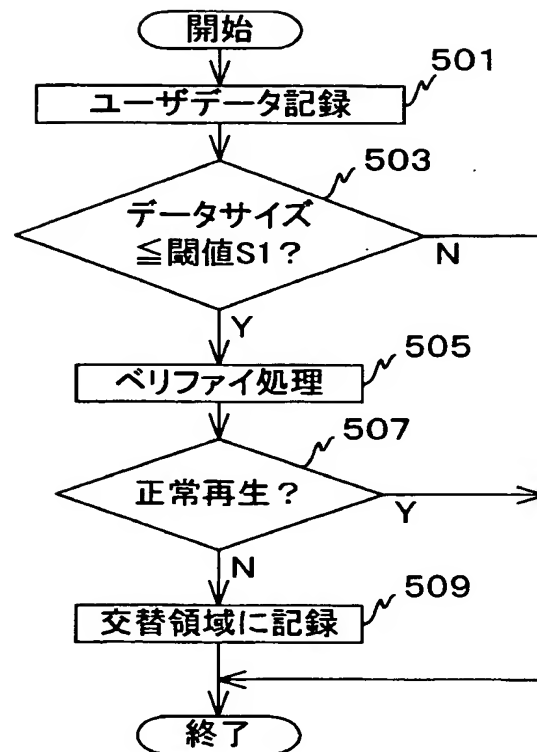 開始
501
ユーザデータ記録
503
データサイズ
≦閾値S1?
N
Y
505
ベリファイ処理
507
正常再生?
Y
N
509
交替領域に記録
終了